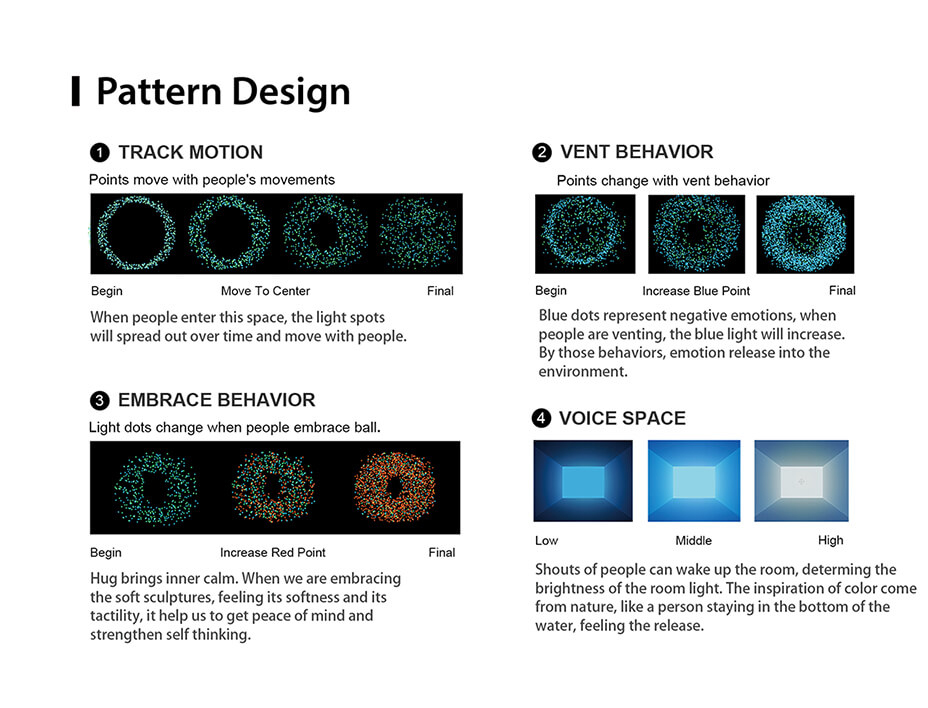 Pattern Design
1 TRACK MOTION
Points move with people's movements
Begin Move To Center Final
When people enter this space, the light spots
will spread out over time and move with people.
2 VENT BEHAVIOR
Points change with vent behavior
Begin Increase Blue Point Final
Blue dots represent negative emotions, when
people are venting, the blue light will increase.
By those behaviors, emotion release into the
environment.
3 EMBRACE BEHAVIOR
Light dots change when people embrace ball.
Begin Increase Red Point Final
Hug brings inner calm. When we are embracing
the soft sculptures, feeling its softness and its
tactility, it help us to get peace of mind and
strengthen self thinking.
4 VOICE SPACE
Low Middle High
Shouts of people can wake up the room, determing the
brightness of the room light. The inspiration of color come
from nature, like a person staying in the bottom of the
water, feeling the release.